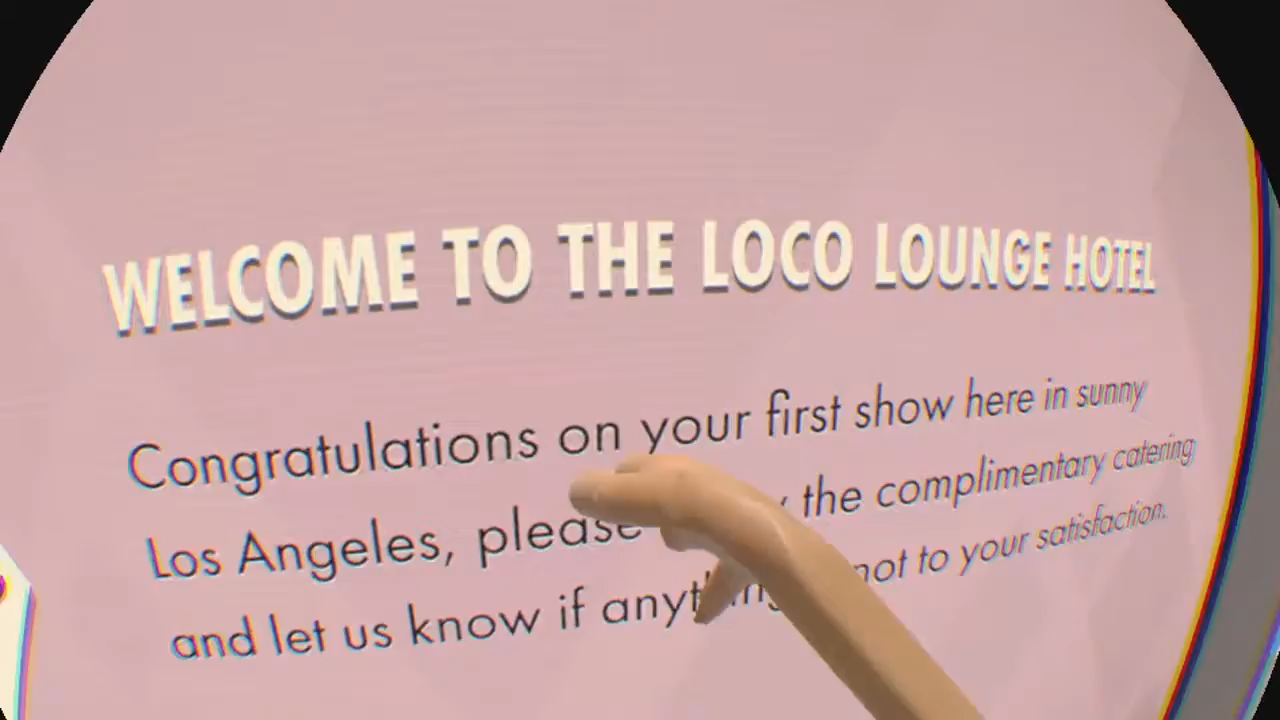 WELCOME TO THE LOCO LOUNGE HOTEL
Congratulations on your first show here in sunny
Los Angeles, please the complimentary catering
and let us know if anything not to your satisfaction.